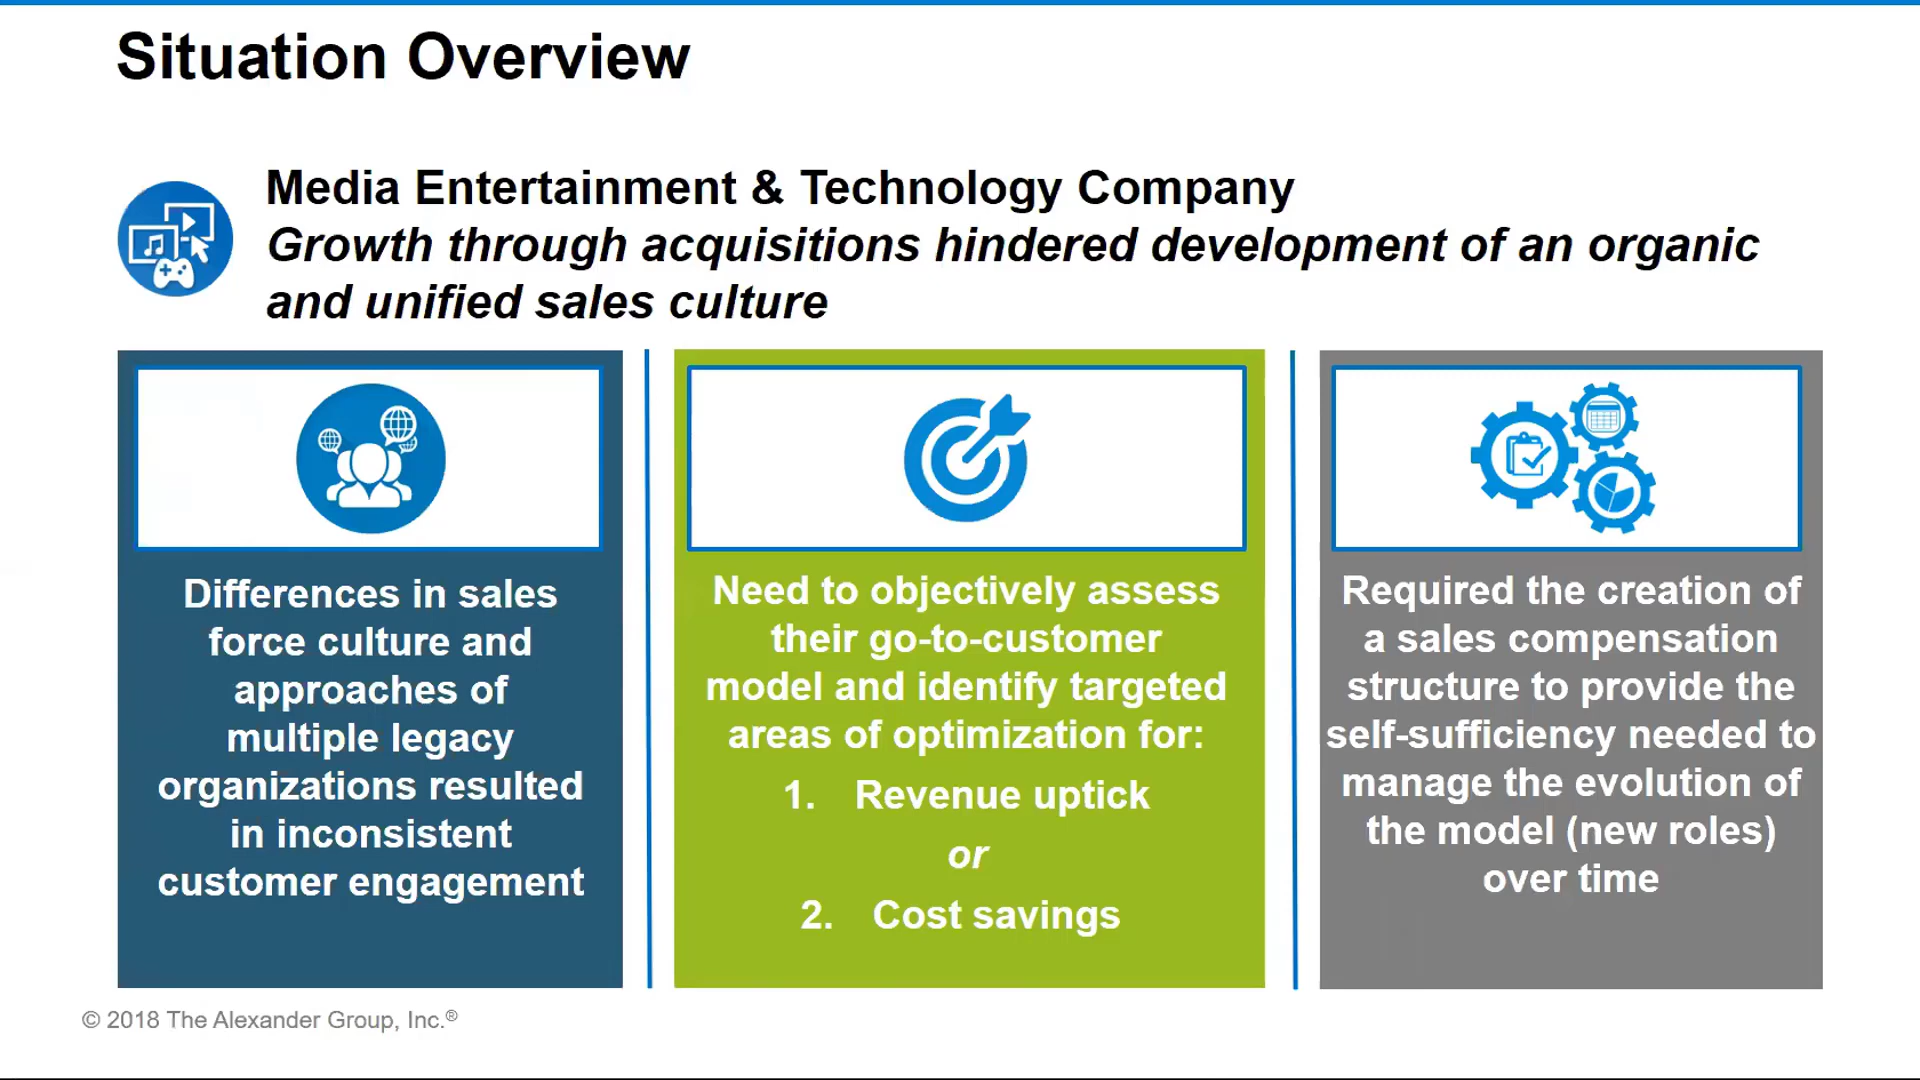 Situation Overview
Media Entertainment & Technology Company
Growth through acquisitions hindered development of an organic
and unified sales culture
Differences in sales
force culture and
approaches of
multiple legacy
organizations resulted
in inconsistent
customer engagement
Need to objectively assess
their go-to-customer
model and identify targeted
areas of optimization for:
1. Revenue uptick
or
2. Cost savings
Required the creation of
a sales compensation
structure to provide the
self-sufficiency needed to
manage the evolution of
the model (new roles)
over time
© 2018 The Alexander Group, Inc.®